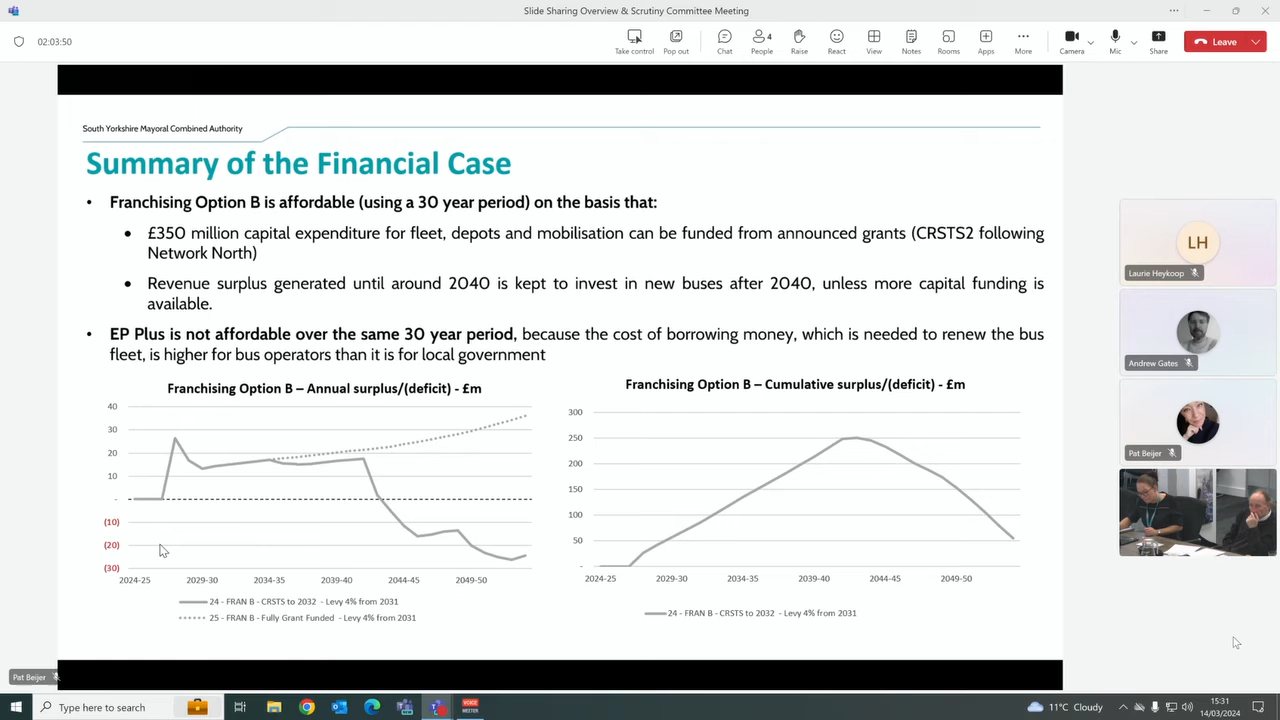 Slide Sharing Overview & Scrutiny Committee Meeting
02:03:50
Take control
Pop out
Chat
4
People
Raise
React
View
Notes
Rooms
Apps
More
Camera
Mic
Share
Leave
South Yorkshire Mayoral Combined Authority
Summary of the Financial Case
• Franchising Option B is affordable (using a 30 year period) on the basis that:
• £350 million capital expenditure for fleet, depots and mobilisation can be funded from announced grants (CRSTS2 following
Network North)
• Revenue surplus generated until around 2040 is kept to invest in new buses after 2040, unless more capital funding is
available.
• EP Plus is not affordable over the same 30 year period, because the cost of borrowing money, which is needed to renew the bus
fleet, is higher for bus operators than it is for local government
Franchising Option B – Annual surplus/(deficit) - £m
40
30
20
10
-
(10)
(20)
(30)
2024-25 2029-30 2034-35 2039-40 2044-45 2049-50
24 - FRAN B - CRSTS to 2032 - Levy 4% from 2031
25 - FRAN B - Fully Grant Funded - Levy 4% from 2031
Franchising Option B – Cumulative surplus/(deficit) - £m
300
250
200
150
100
50
-
2024-25 2029-30 2034-35 2039-40 2044-45 2049-50
24 - FRAN B - CRSTS to 2032 - Levy 4% from 2031
LH
Laurie Heykoop
Andrew Gates
Pat Beijer
Pat Beijer
Type here to search
VOICE
MEETER
11°C Cloudy
15:31
14/03/2024